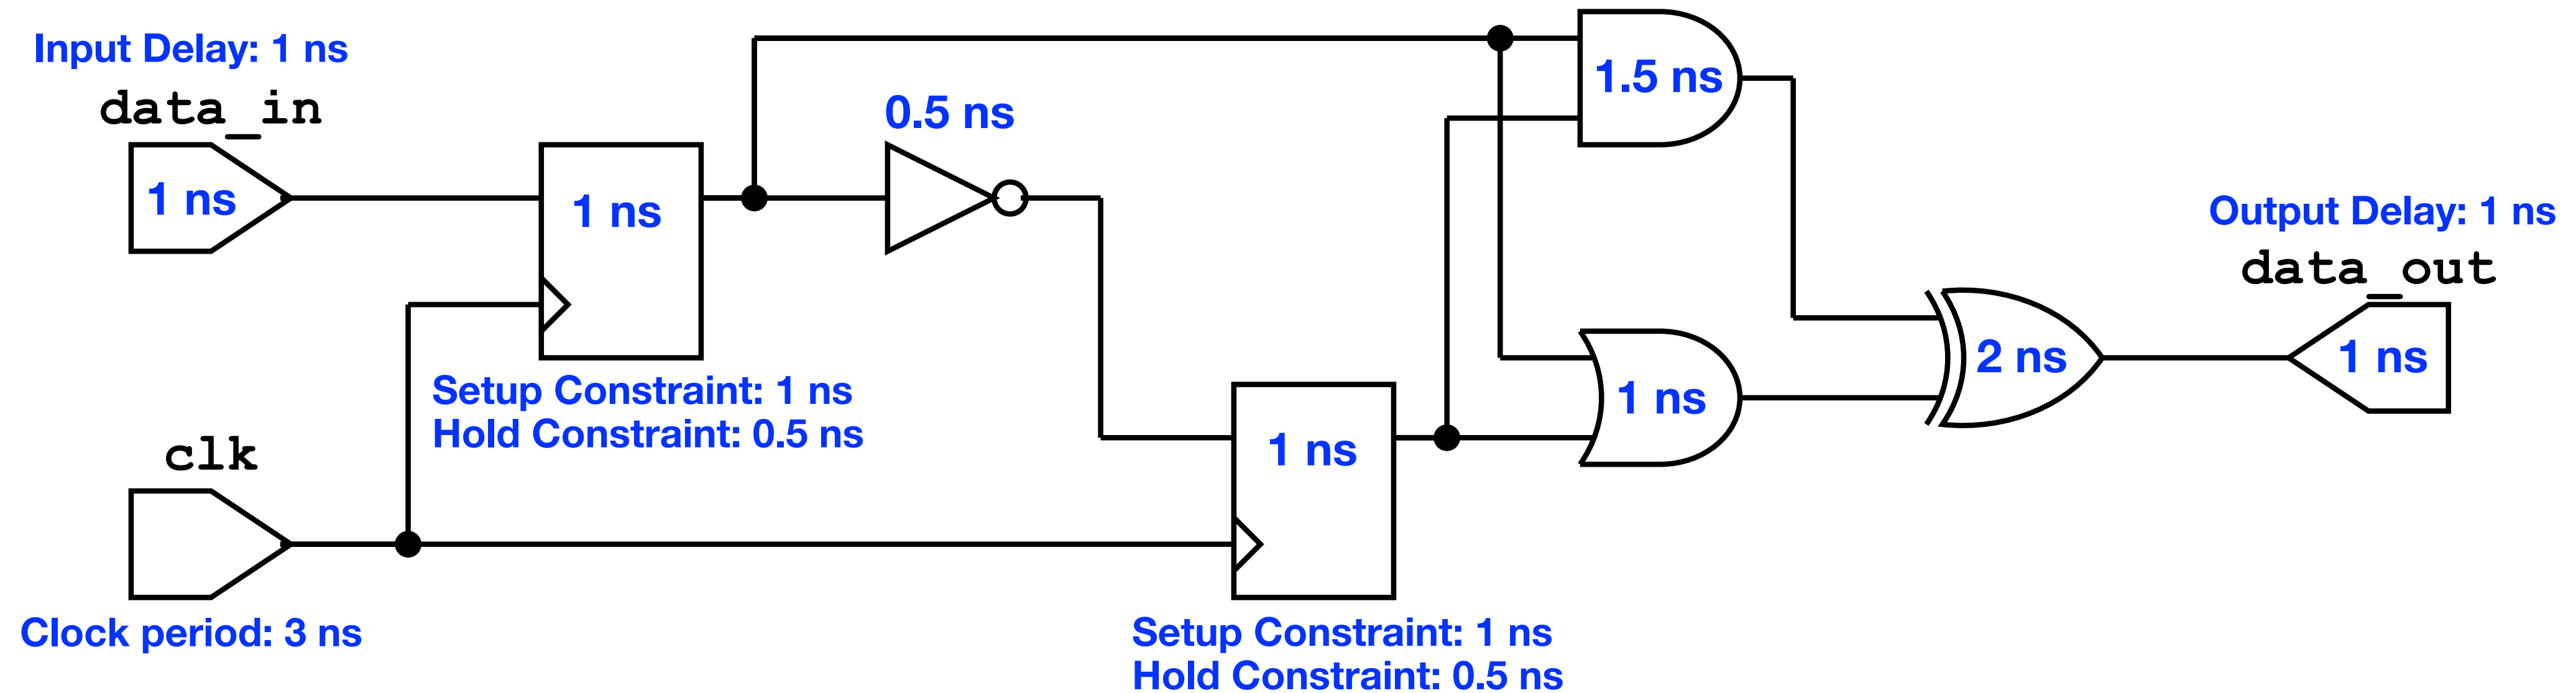 Input Delay: 1 ns
data_in
1 ns
clk
Clock period: 3 ns
1 ns
Setup Constraint: 1 ns
Hold Constraint: 0.5 ns
0.5 ns
1 ns
Setup Constraint: 1 ns
Hold Constraint: 0.5 ns
1.5 ns
1 ns
2 ns
Output Delay: 1 ns
data_out
1 ns